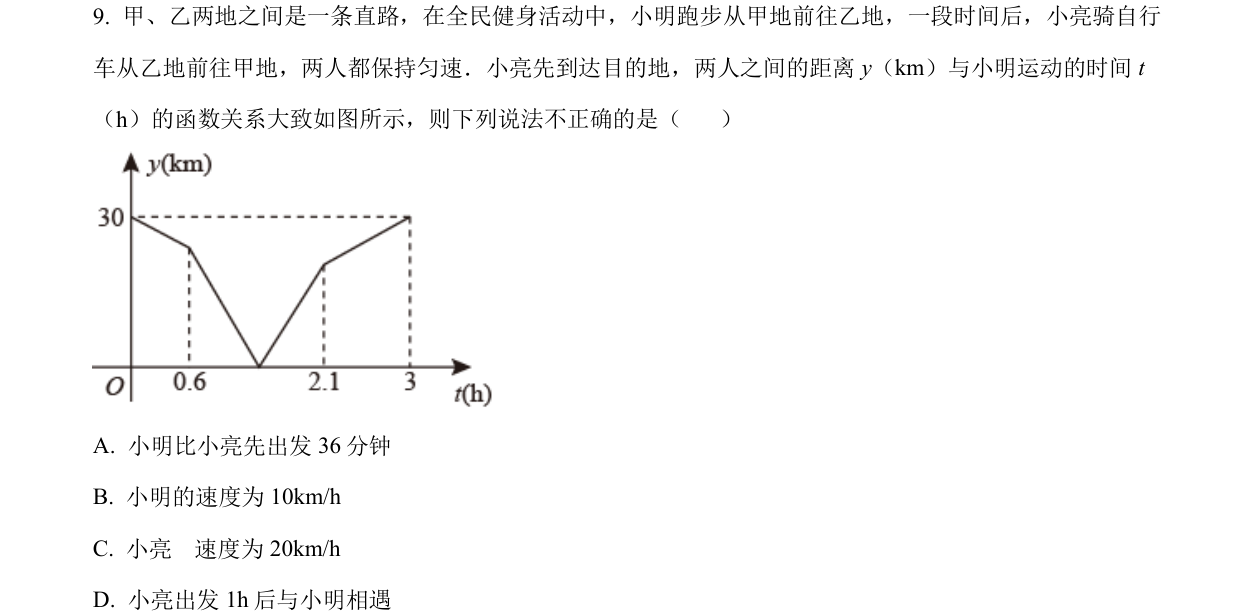 9. 甲、乙两地之间是一条直路，在全民健身活动中，小明跑步从甲地前往乙地，一段时间后，小亮骑自行
车从乙地前往甲地，两人都保持匀速．小亮先到达目的地，两人之间的距离 y（km）与小明运动的时间 t
（h）的函数关系大致如图所示，则下列说法不正确的是（　　）
y(km)
30
O 0.6 2.1 3
t(h)
A. 小明比小亮先出发 36 分钟
B. 小明的速度为 10km/h
C. 小亮　速度为 20km/h
D. 小亮出发 1h 后与小明相遇